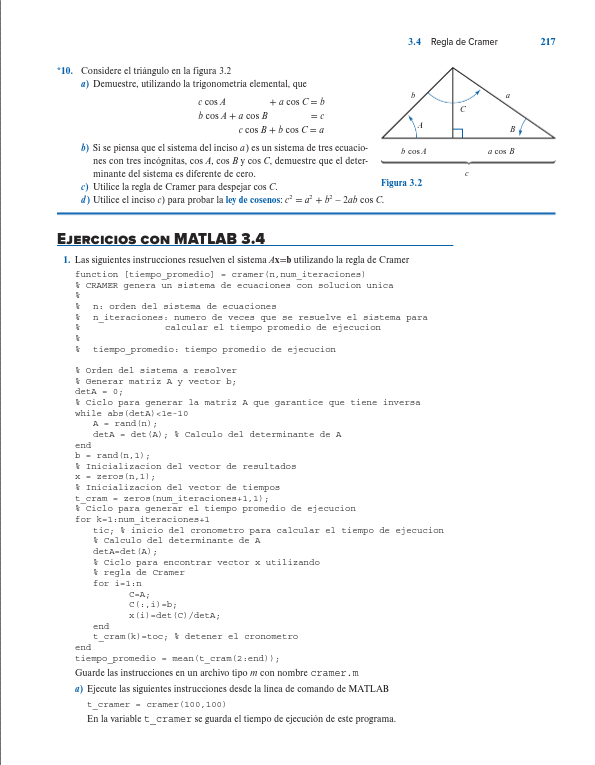 3.4 Regla de Cramer 217
*10. Considere el triángulo en la figura 3.2
a) Demuestre, utilizando la trigonometría elemental, que
c cos A + a cos C = b
b cos A + a cos B = c
c cos B + b cos C = a
b) Si se piensa que el sistema del inciso a) es un sistema de tres ecuacio-
nes con tres incógnitas, cos A, cos B y cos C, demuestre que el deter-
minante del sistema es diferente de cero.
c) Utilice la regla de Cramer para despejar cos C.
d) Utilice el inciso c) para probar la ley de cosenos: c² = a² + b² – 2ab cos C.
b
a
C
A
B
b cos A a cos B
c
Figura 3.2
EJERCICIOS CON MATLAB 3.4
1. Las siguientes instrucciones resuelven el sistema Ax=b utilizando la regla de Cramer
function [tiempo_promedio] = cramer(n,num_iteraciones)
% CRAMER genera un sistema de ecuaciones con solucion unica
%
% n: orden del sistema de ecuaciones
% n_iteraciones: numero de veces que se resuelve el sistema para
% calcular el tiempo promedio de ejecucion
%
% tiempo_promedio: tiempo promedio de ejecucion
% Orden del sistema a resolver
% Generar matriz A y vector b;
detA = 0;
% Ciclo para generar la matriz A que garantice que tiene inversa
while abs(detA)<1e-10
A = rand(n);
detA = det(A); % Calculo del determinante de A
end
b = rand(n,1);
% Inicializacion del vector de resultados
x = zeros(n,1);
% Inicializacion del vector de tiempos
t_cram = zeros(num_iteraciones+1,1);
% Ciclo para generar el tiempo promedio de ejecucion
for k=1:num_iteraciones+1
tic; % inicio del cronometro para calcular el tiempo de ejecucion
% Calculo del determinante de A
detA=det(A);
% Ciclo para encontrar vector x utilizando
% regla de Cramer
for i=1:n
C=A;
C(:,i)=b;
x(i)=det(C)/detA;
end
t_cram(k)=toc; % detener el cronometro
end
tiempo_promedio = mean(t_cram(2:end));
Guarde las instrucciones en un archivo tipo m con nombre cramer.m
a) Ejecute las siguientes instrucciones desde la línea de comando de MATLAB
t_cramer = cramer(100,100)
En la variable t_cramer se guarda el tiempo de ejecución de este programa.